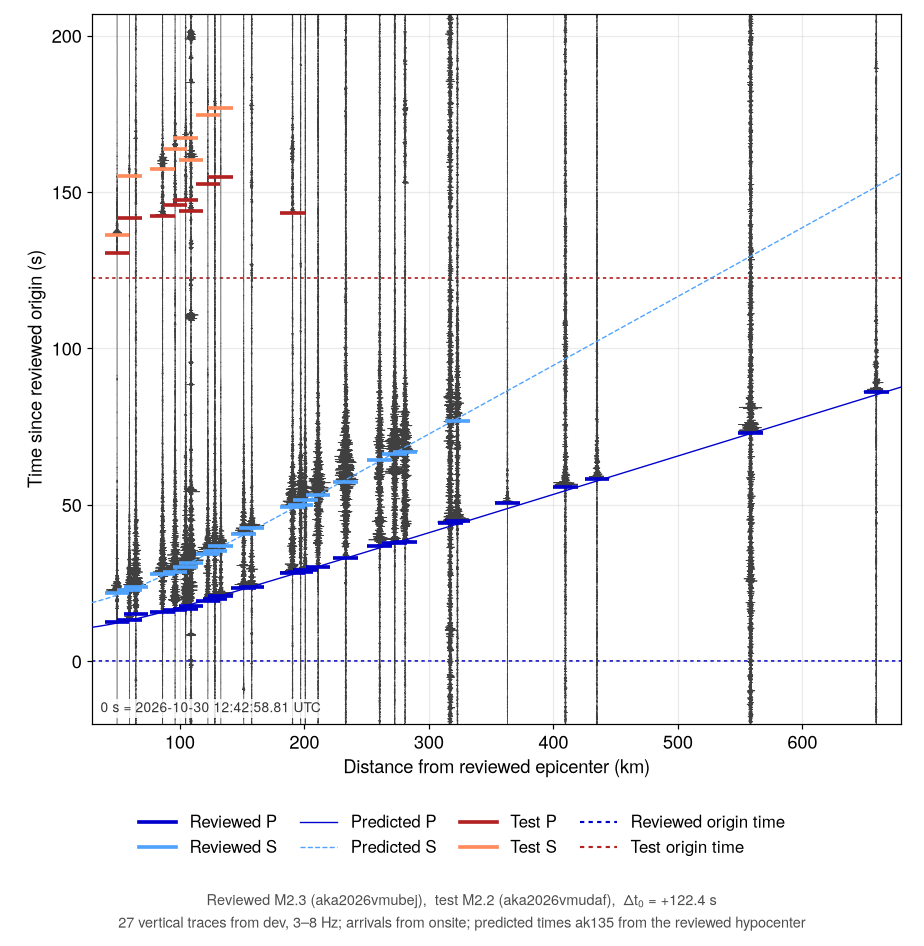 200
150
100
50
0
Time since reviewed origin (s)
0 s = 2026-10-30 12:42:58.81 UTC
100 200 300 400 500 600
Distance from reviewed epicenter (km)
Reviewed P Predicted P Test P Reviewed origin time
Reviewed S Predicted S Test S Test origin time
Reviewed M2.3 (aka2026vmubej), test M2.2 (aka2026vmudaf), Δt₀ = +122.4 s
27 vertical traces from dev, 3–8 Hz; arrivals from onsite; predicted times ak135 from the reviewed hypocenter